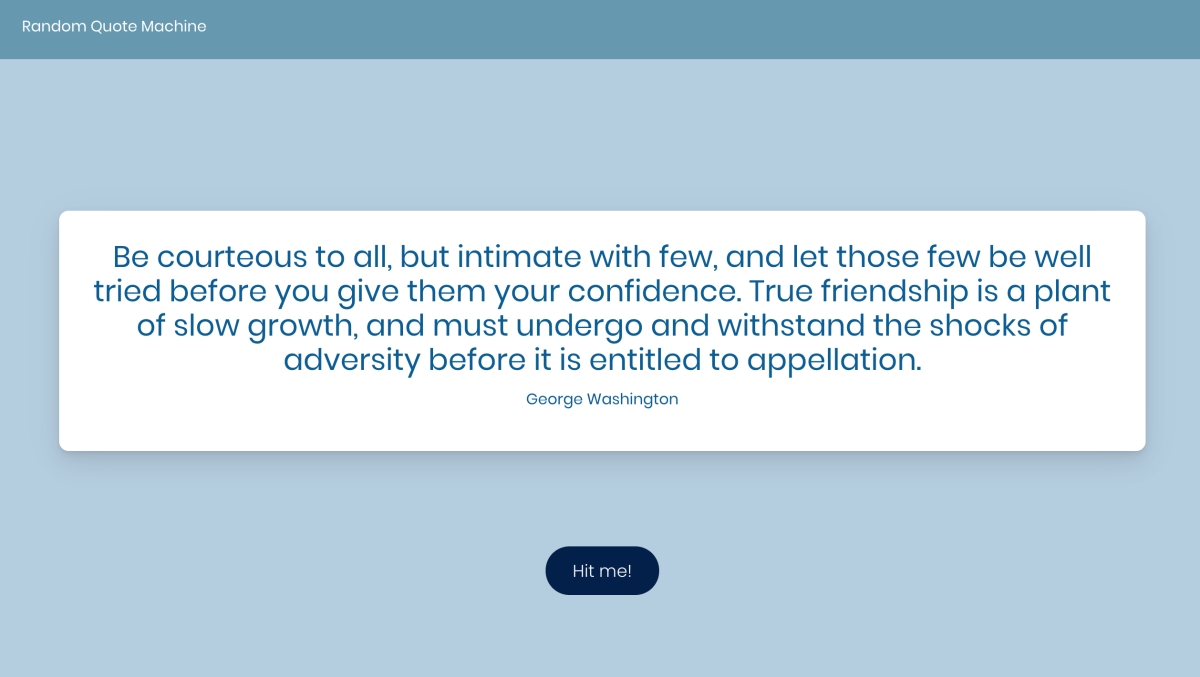 Random Quote Machine
Be courteous to all, but intimate with few, and let those few be well
tried before you give them your confidence. True friendship is a plant
of slow growth, and must undergo and withstand the shocks of
adversity before it is entitled to appellation.
George Washington
Hit me!